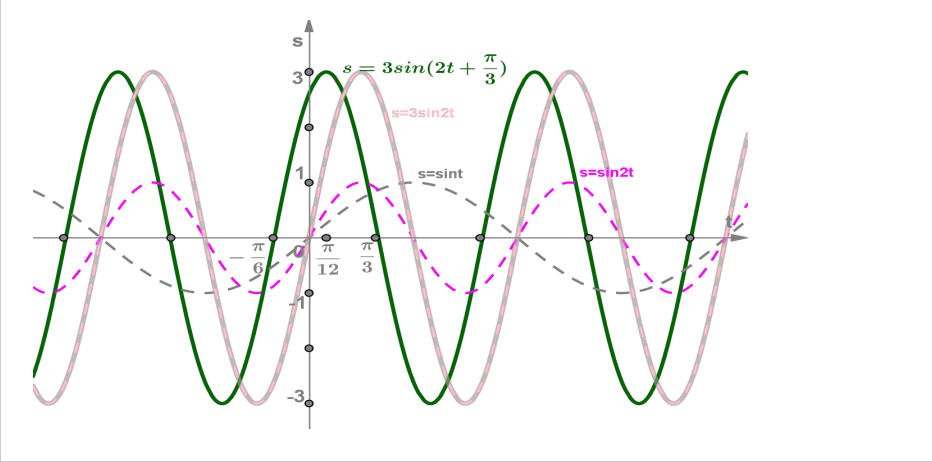 s
s = 3sin(2t + π/3)
3
s=3sin2t
1
s=sint
s=sin2t
t
0
-π/6
π/12
π/3
-1
-3